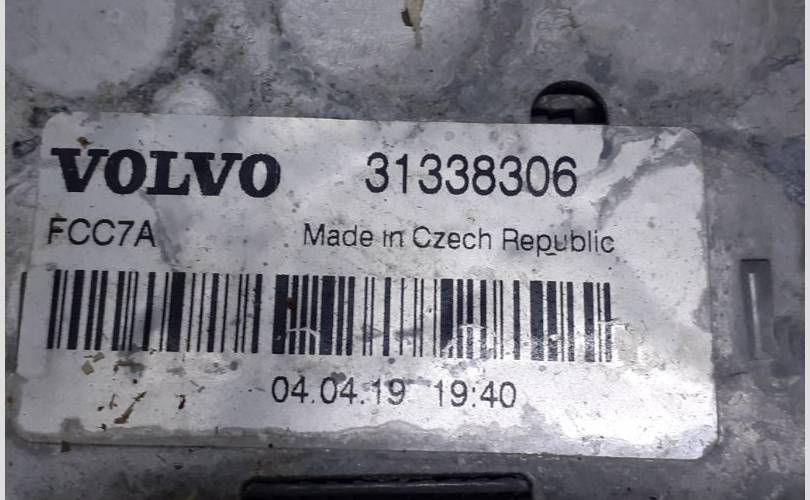 VOLVO 31338306
FCC7A Made in Czech Republic
04.04.19 19:40